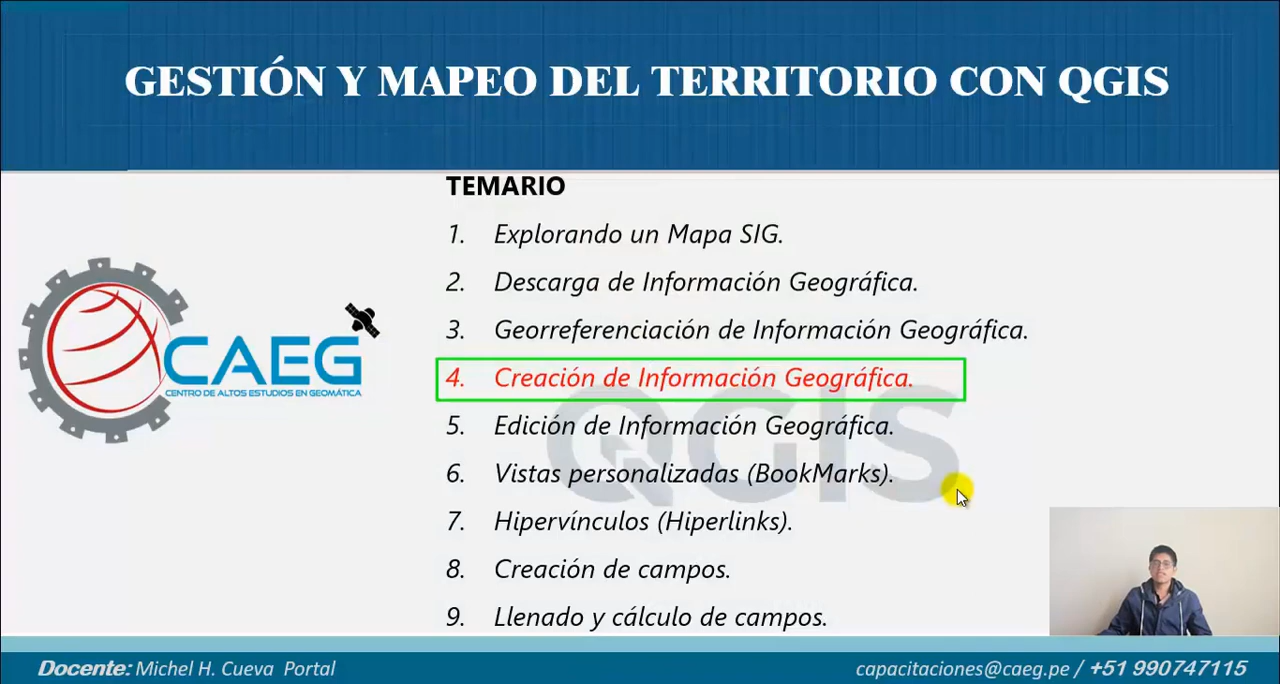 GESTIÓN Y MAPEO DEL TERRITORIO CON QGIS
TEMARIO
1. Explorando un Mapa SIG.
2. Descarga de Información Geográfica.
3. Georreferenciación de Información Geográfica.
4. Creación de Información Geográfica.
5. Edición de Información Geográfica.
6. Vistas personalizadas (BookMarks).
7. Hipervínculos (Hiperlinks).
8. Creación de campos.
9. Llenado y cálculo de campos.
CAEG
CENTRO DE ALTOS ESTUDIOS EN GEOMÁTICA
QGIS
Docente: Michel H. Cueva Portal
capacitaciones@caeg.pe / +51 990747115